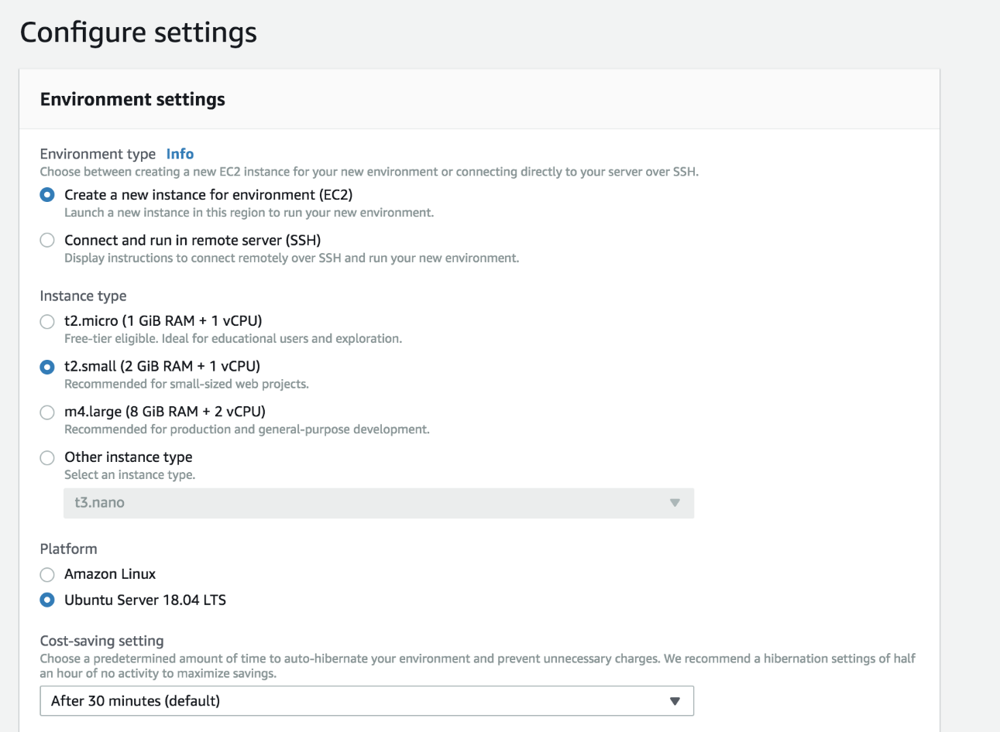 Configure settings
Environment settings
Environment type Info
Choose between creating a new EC2 instance for your new environment or connecting directly to your server over SSH.
Create a new instance for environment (EC2)
Launch a new instance in this region to run your new environment.
Connect and run in remote server (SSH)
Display instructions to connect remotely over SSH and run your new environment.
Instance type
t2.micro (1 GiB RAM + 1 vCPU)
Free-tier eligible. Ideal for educational users and exploration.
t2.small (2 GiB RAM + 1 vCPU)
Recommended for small-sized web projects.
m4.large (8 GiB RAM + 2 vCPU)
Recommended for production and general-purpose development.
Other instance type
Select an instance type.
t3.nano
Platform
Amazon Linux
Ubuntu Server 18.04 LTS
Cost-saving setting
Choose a predetermined amount of time to auto-hibernate your environment and prevent unnecessary charges. We recommend a hibernation settings of half
an hour of no activity to maximize savings.
After 30 minutes (default)